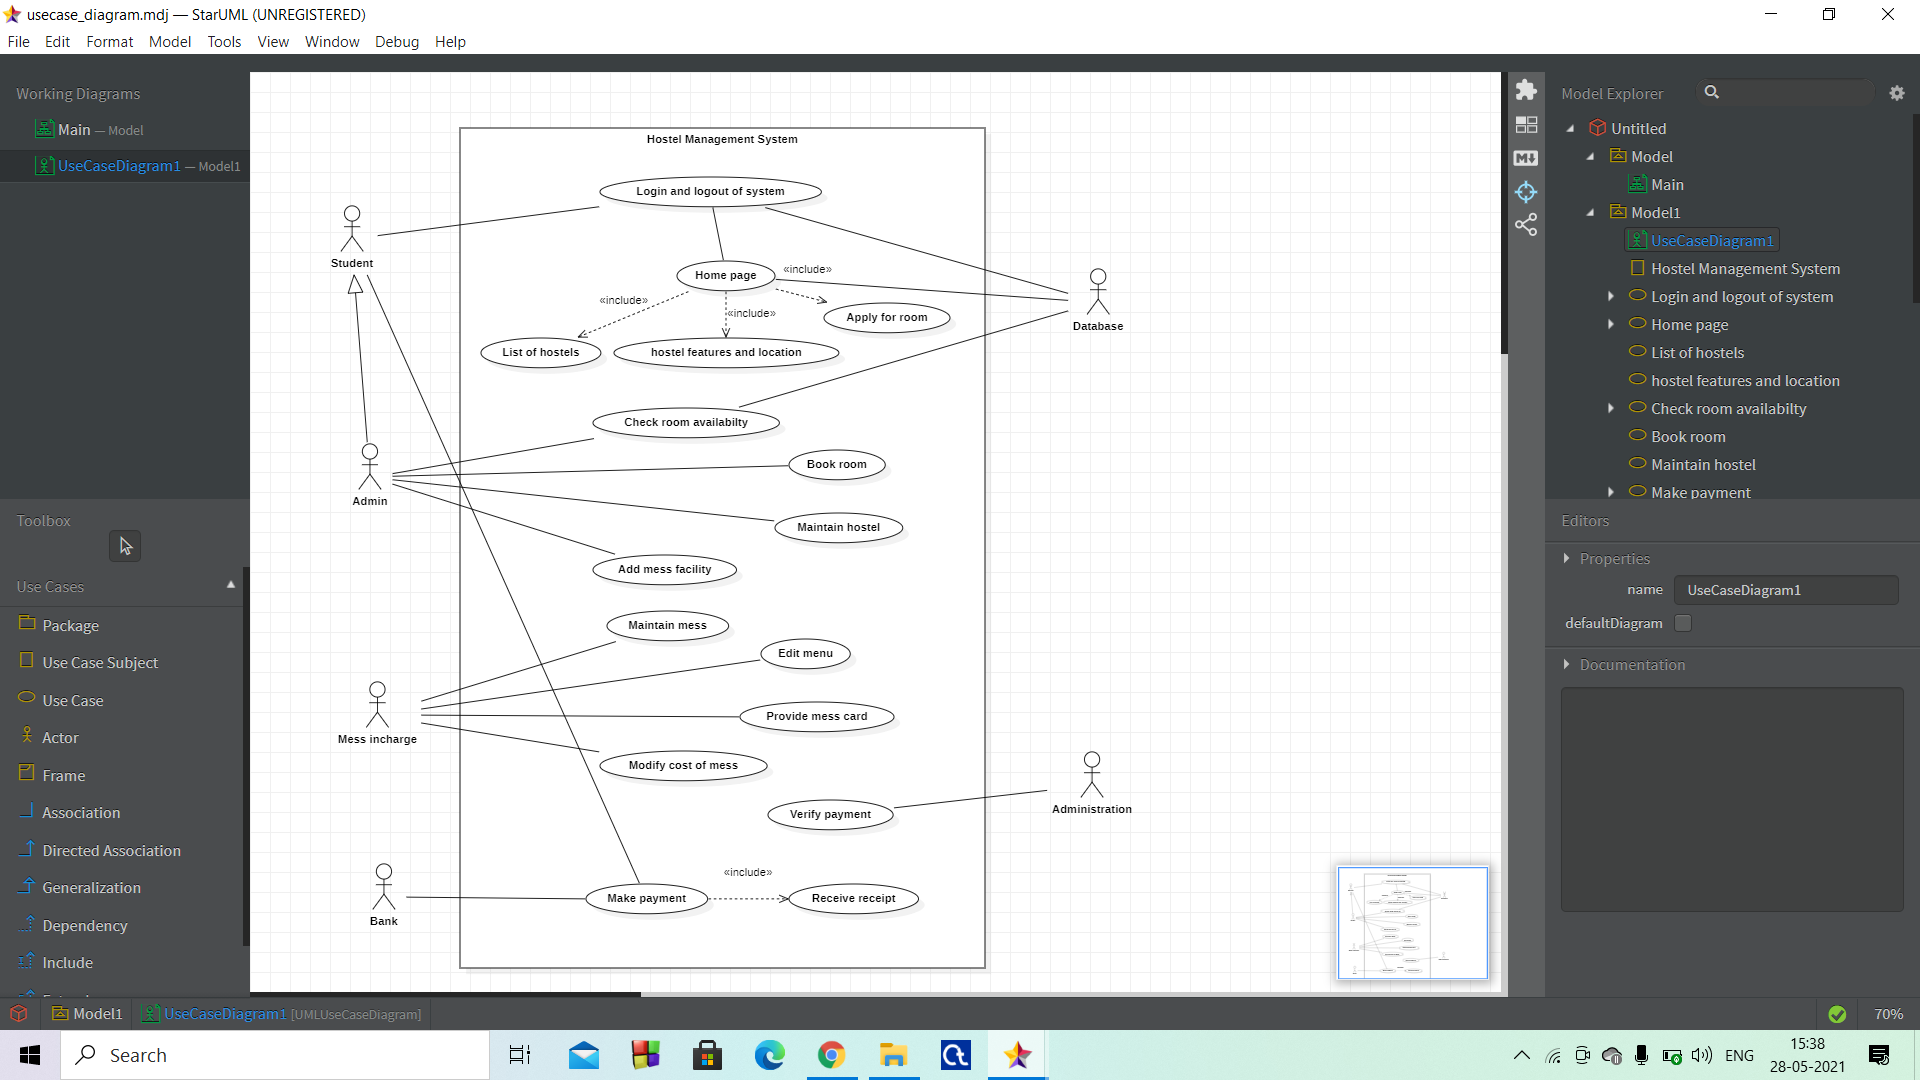 usecase_diagram.mdj — StarUML (UNREGISTERED)
File Edit Format Model Tools View Window Debug Help
Working Diagrams
Main — Model
UseCaseDiagram1 — Model1
Toolbox
Use Cases
Package
Use Case Subject
Use Case
Actor
Frame
Association
Directed Association
Generalization
Dependency
Include
Hostel Management System
Login and logout of system
Student
Home page
«include»
«include»
«include»
Apply for room
Database
List of hostels
hostel features and location
Check room availabilty
Book room
Admin
Maintain hostel
Add mess facility
Maintain mess
Edit menu
Mess incharge
Provide mess card
Modify cost of mess
Verify payment
Administration
«include»
Make payment
Receive receipt
Bank
Model Explorer
Untitled
Model
Main
Model1
UseCaseDiagram1
Hostel Management System
Login and logout of system
Home page
List of hostels
hostel features and location
Check room availabilty
Book room
Maintain hostel
Make payment
Editors
Properties
name UseCaseDiagram1
defaultDiagram
Documentation
Model1 UseCaseDiagram1 [UMLUseCaseDiagram]
70%
Search
ENG
15:38
28-05-2021